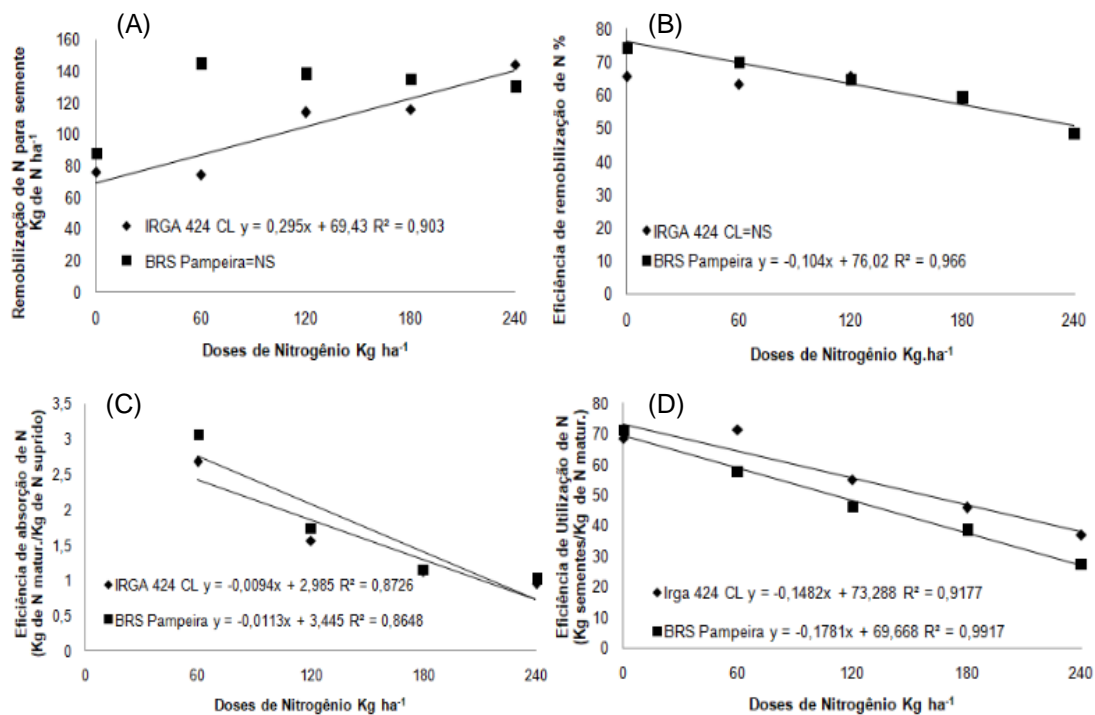 (A)
Remobilização de N para semente
Kg de N ha⁻¹
160
140
120
100
80
60
40
20
0
IRGA 424 CL y = 0,295x + 69,43 R² = 0,903
BRS Pampeira=NS
0 60 120 180 240
Doses de Nitrogênio Kg ha⁻¹
(B)
Eficiência de remobilização de N %
80
70
60
50
40
30
20
10
0
IRGA 424 CL=NS
BRS Pampeira y = -0,104x + 76,02 R² = 0,966
0 60 120 180 240
Doses de Nitrogênio Kg.ha⁻¹
(C)
Eficiência de absorção de N
(Kg de N matur./Kg de N suprido)
3,5
3
2,5
2
1,5
1
0,5
0
IRGA 424 CL y = -0,0094x + 2,985 R² = 0,8726
BRS Pampeira y = -0,0113x + 3,445 R² = 0,8648
0 60 120 180 240
Doses de Nitrogênio Kg ha⁻¹
(D)
Eficiência de Utilização de N
(Kg sementes/Kg de N matur.)
80
70
60
50
40
30
20
10
0
Irga 424 CL y = -0,1482x + 73,288 R² = 0,9177
BRS Pampeira y = -0,1781x + 69,668 R² = 0,9917
0 60 120 180 240
Doses de Nitrogênio Kg ha⁻¹